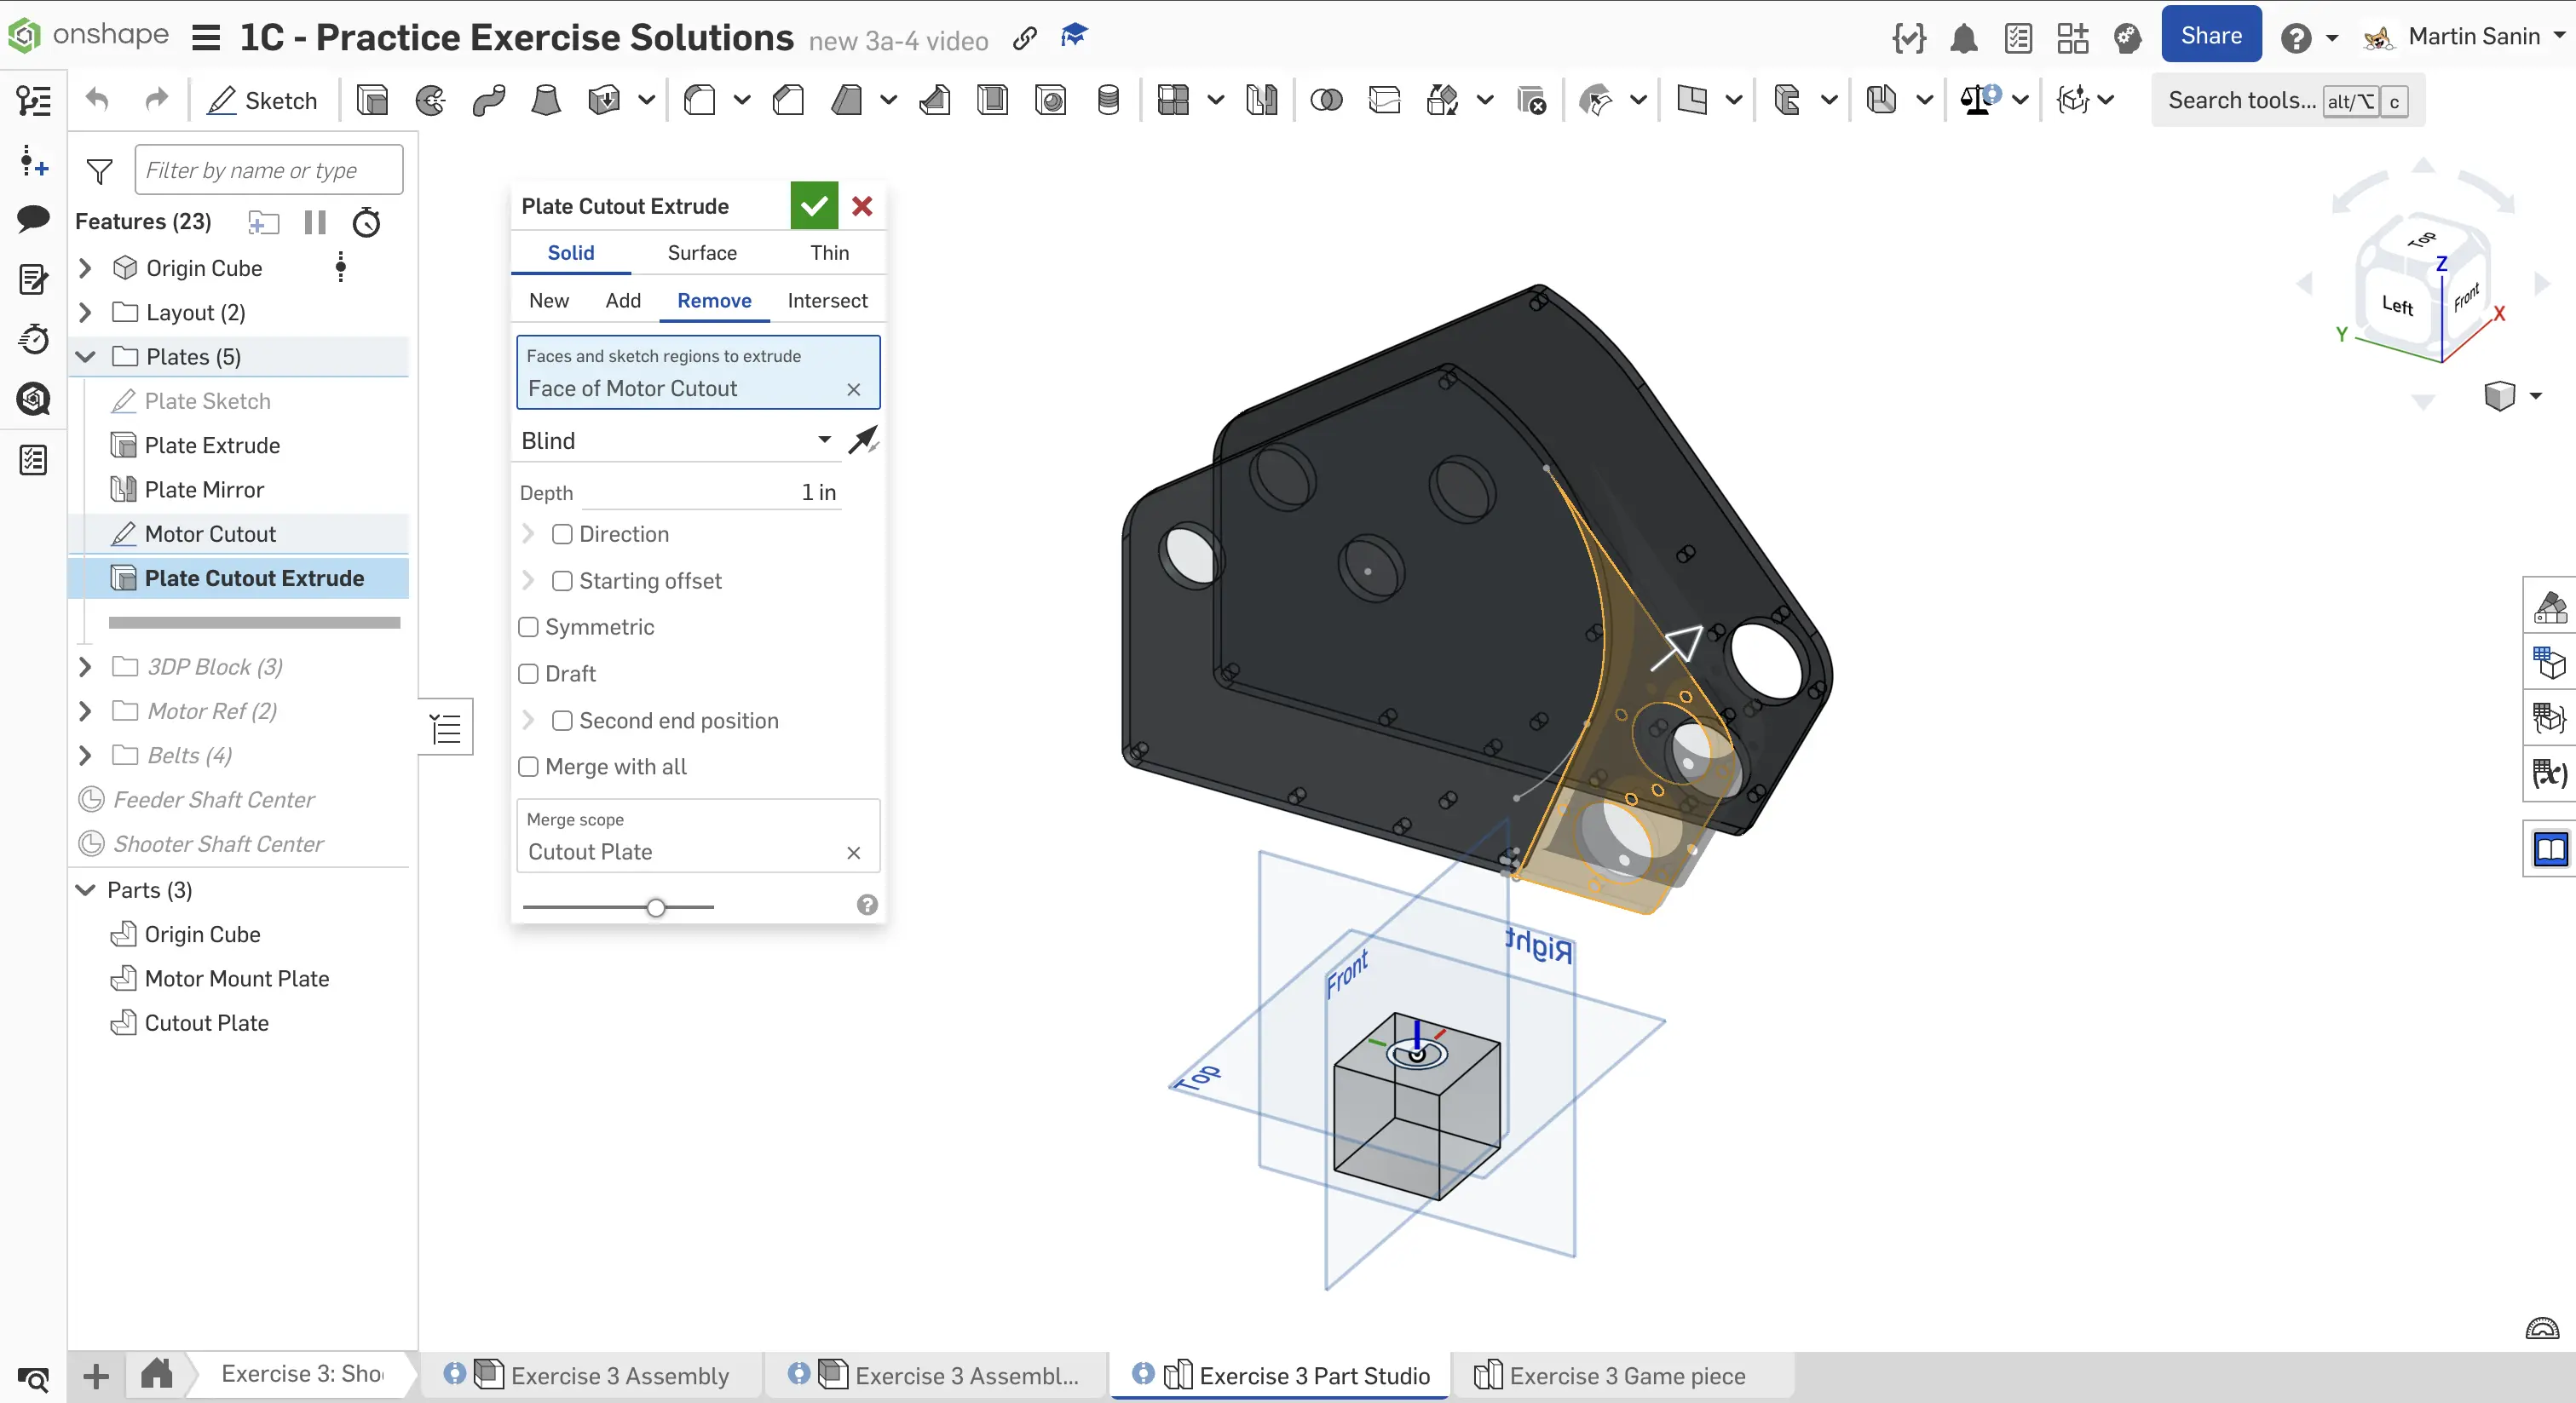 onshape
1C - Practice Exercise Solutions new 3a-4 video
Share
Martin Sanin
Sketch
Search tools... alt/⌥ c
Filter by name or type
Features (23)
Origin Cube
Layout (2)
Plates (5)
Plate Sketch
Plate Extrude
Plate Mirror
Motor Cutout
Plate Cutout Extrude
3DP Block (3)
Motor Ref (2)
Belts (4)
Feeder Shaft Center
Shooter Shaft Center
Parts (3)
Origin Cube
Motor Mount Plate
Cutout Plate
Plate Cutout Extrude
Solid Surface Thin
New Add Remove Intersect
Faces and sketch regions to extrude
Face of Motor Cutout
Blind
Depth 1 in
Direction
Starting offset
Symmetric
Draft
Second end position
Merge with all
Merge scope
Cutout Plate
Top
Z
Left Front
X
Y
Right
Front
Top
(x)
Exercise 3: Sho
Exercise 3 Assembly
Exercise 3 Assembl...
Exercise 3 Part Studio
Exercise 3 Game piece